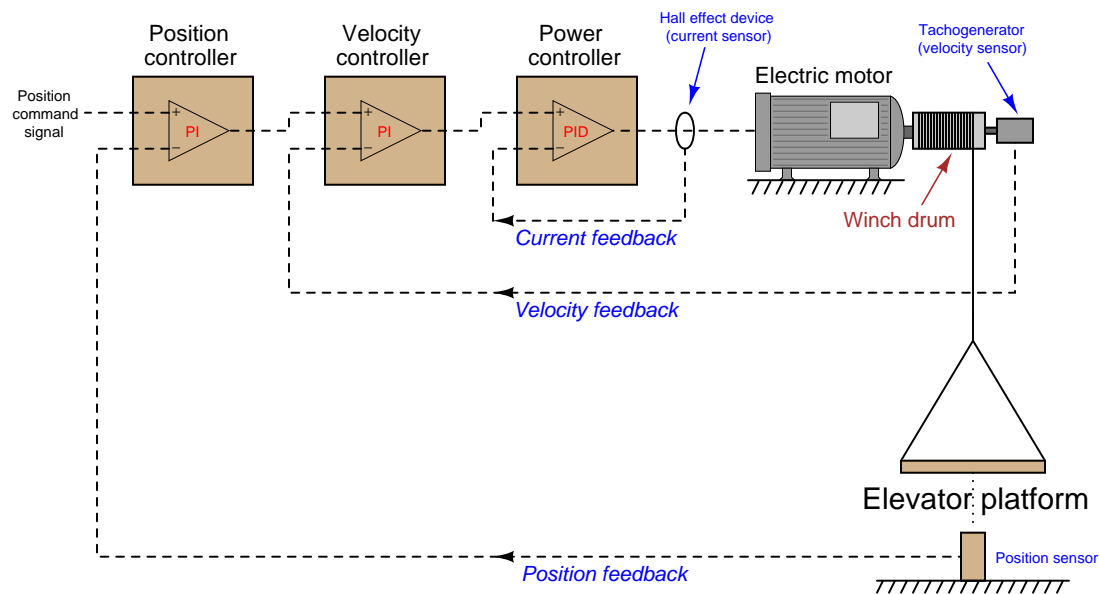 Position
controller
Velocity
controller
Power
controller
Hall effect device
(current sensor)
Tachogenerator
(velocity sensor)
Electric motor
Position
command
signal
+
−
PI
+
−
PI
+
−
PID
Winch drum
Current feedback
Velocity feedback
Elevator platform
Position sensor
Position feedback